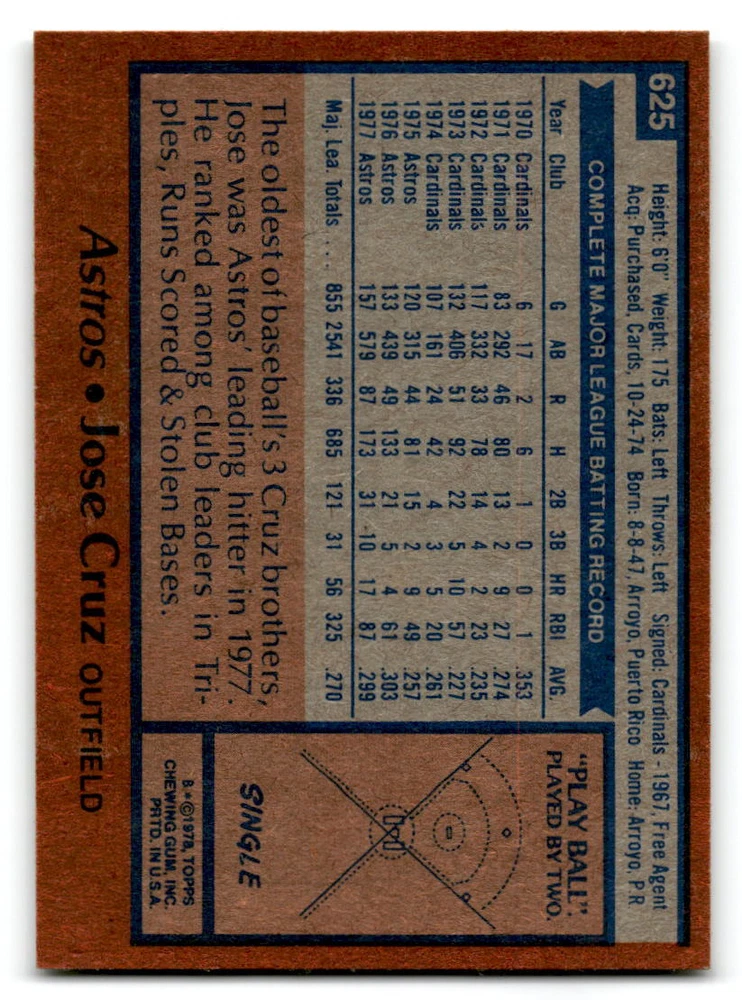 625
Height: 6'0" Weight: 175 Bats: Left Throws: Left Signed: Cardinals - 1967, Free Agent
Acq: Purchased, Cards, 10-24-74 Born: 8-8-47, Arroyo, Puerto Rico Home: Arroyo, P.R
COMPLETE MAJOR LEAGUE BATTING RECORD
Year Club G AB R H 2B 3B HR RBI AVG.
1970 Cardinals 6 17 2 6 1 0 0 1 .353
1971 Cardinals 83 292 46 80 13 2 9 27 .274
1972 Cardinals 117 332 33 78 14 4 2 23 .235
1973 Cardinals 132 406 51 92 22 5 10 57 .227
1974 Cardinals 107 161 24 42 4 3 5 20 .261
1975 Astros 120 315 44 81 15 2 9 49 .257
1976 Astros 133 439 49 133 21 5 4 61 .303
1977 Astros 157 579 87 173 31 10 17 87 .299
Maj. Lea. Totals .... 855 2541 336 685 121 31 56 325 .270
The oldest of baseball's 3 Cruz brothers,
Jose was Astros' leading hitter in 1977.
He ranked among club leaders in Tri-
ples, Runs Scored & Stolen Bases.
"PLAY BALL"
PLAYED BY TWO.
SINGLE
B * © 1978, TOPPS
CHEWING GUM, INC.
PRTD. IN U.S.A.
Astros • Jose Cruz OUTFIELD